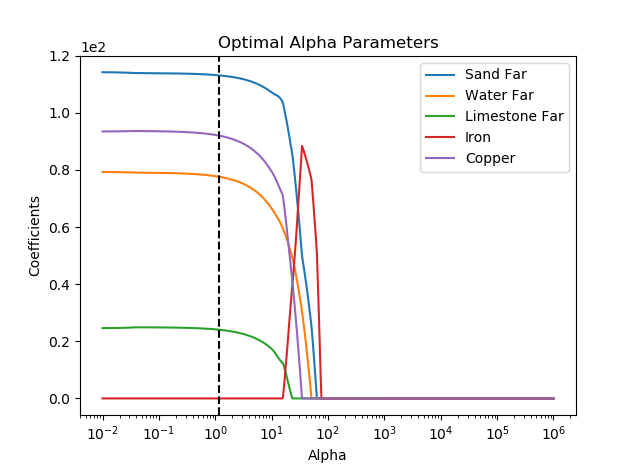 Optimal Alpha Parameters
1e2
1.2
1.0
0.8
0.6
0.4
0.2
0.0
Coefficients
Sand Far
Water Far
Limestone Far
Iron
Copper
10⁻² 10⁻¹ 10⁰ 10¹ 10² 10³ 10⁴ 10⁵ 10⁶
Alpha